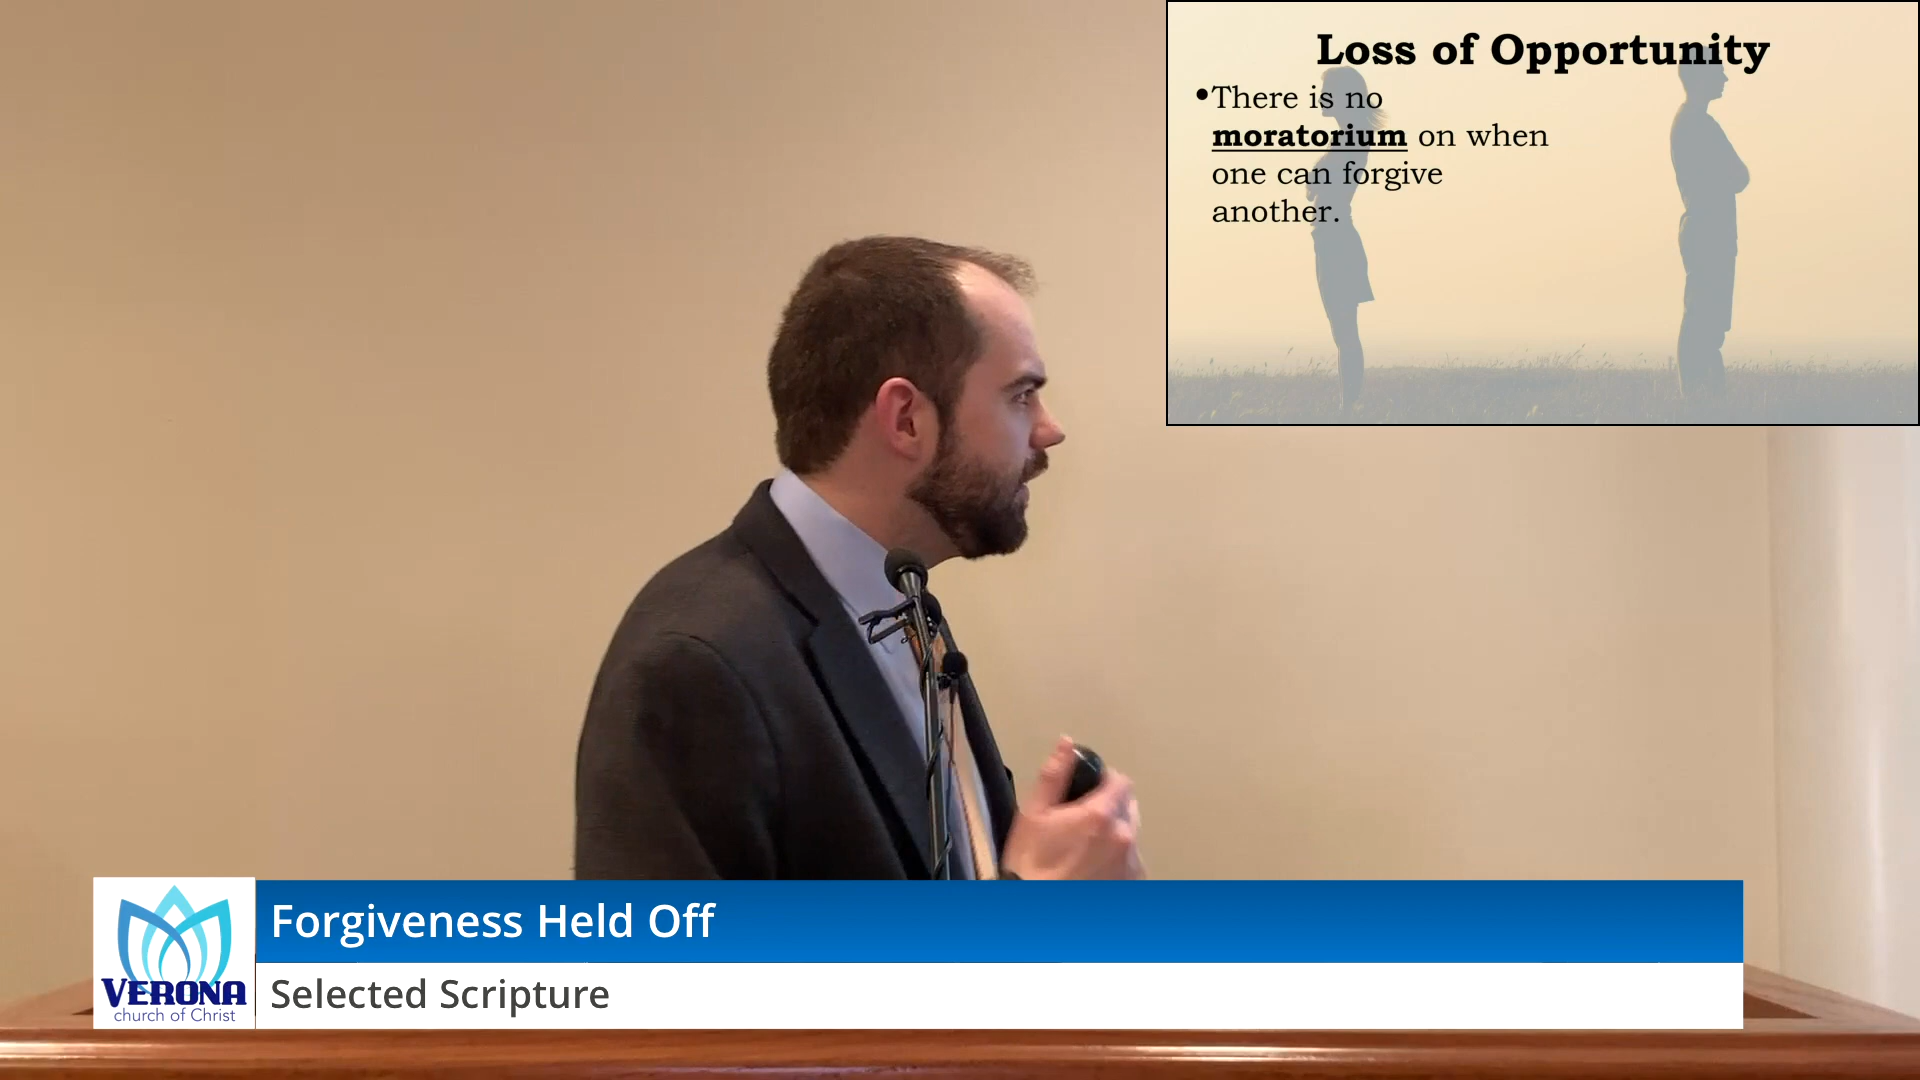 Loss of Opportunity
•There is no
moratorium on when
one can forgive
another.
Forgiveness Held Off
Selected Scripture
VERONA
church of Christ